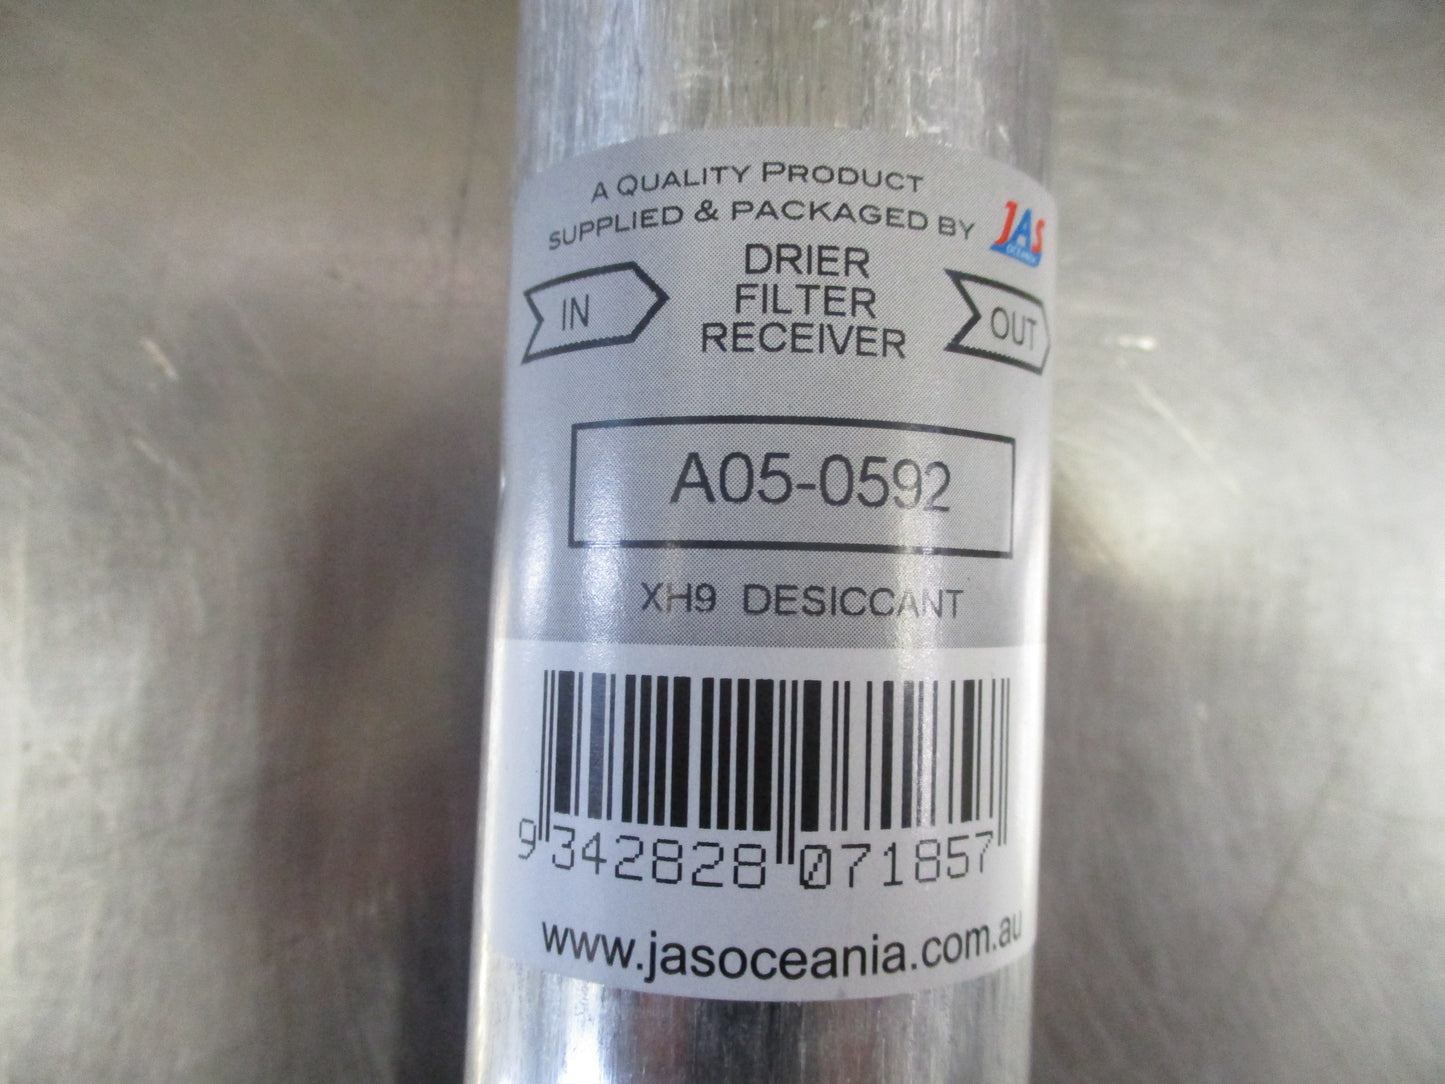 A QUALITY PRODUCT
SUPPLIED & PACKAGED BY JAS
OCEANIA
IN
DRIER
FILTER
RECEIVER
OUT
A05-0592
XH9 DESICCANT
9 342828 071857
www.jasoceania.com.au